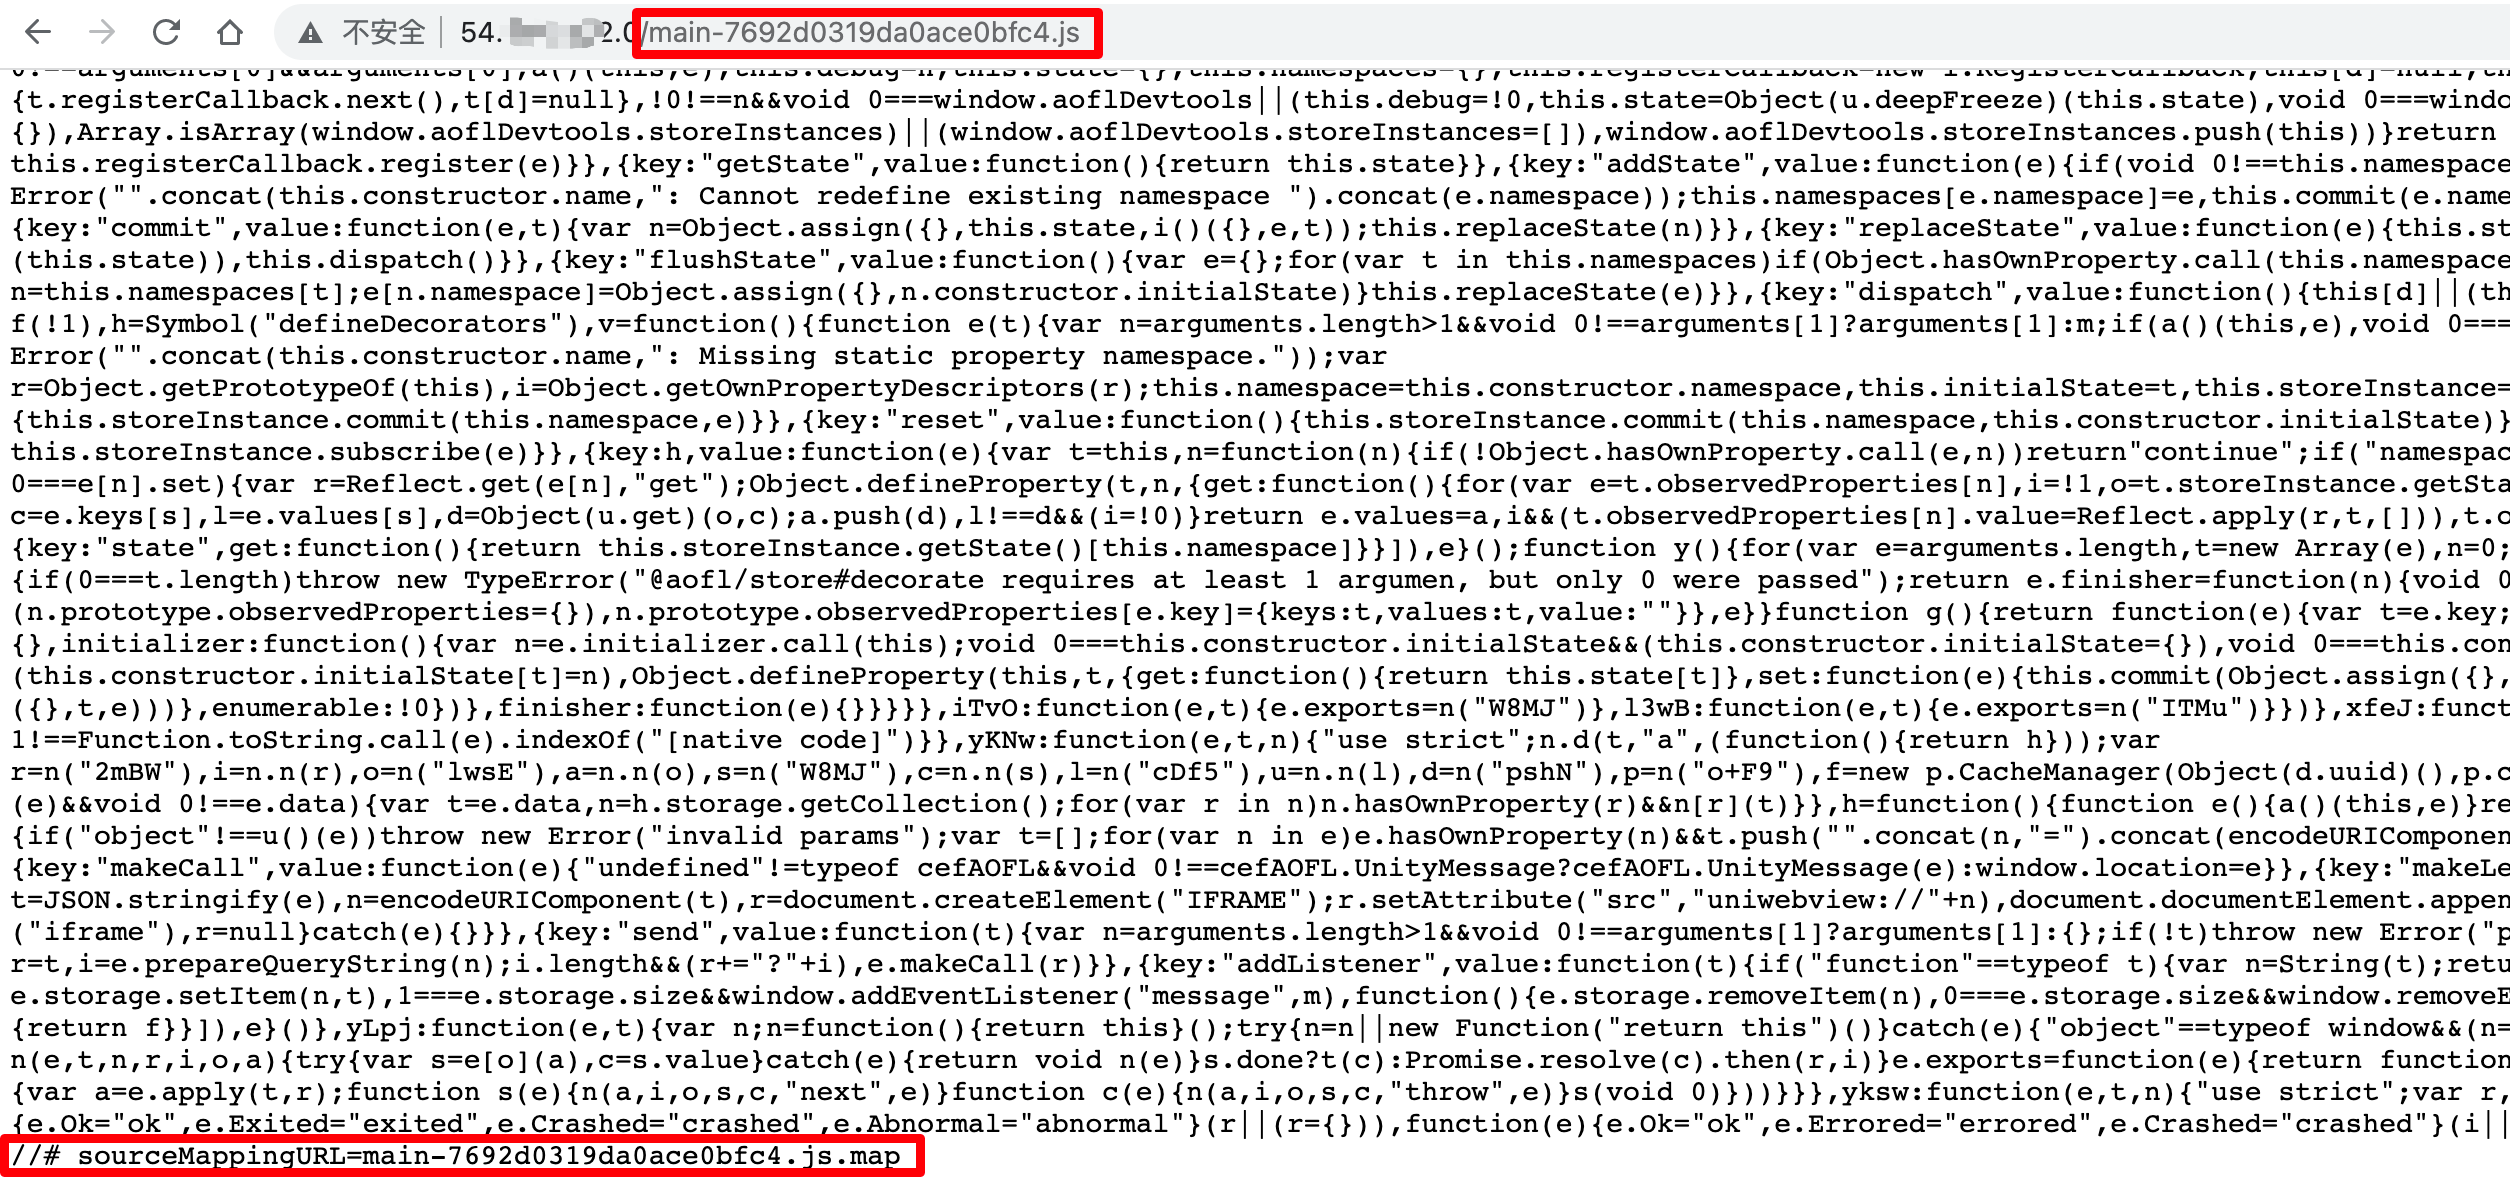 不安全 54. 2.0/main-7692d0319da0ace0bfc4.js
0!==arguments[0]&&arguments[0];a()(this,e),this.debug=n,this.state={},this.namespaces={},this.registerCallback=new r.RegisterCallback,this[d]=null,th
{t.registerCallback.next(),t[d]=null},!0!==n&&void 0===window.aoflDevtools||(this.debug=!0,this.state=Object(u.deepFreeze)(this.state),void 0===windo
{}),Array.isArray(window.aoflDevtools.storeInstances)||(window.aoflDevtools.storeInstances=[]),window.aoflDevtools.storeInstances.push(this))}return
this.registerCallback.register(e)}},{key:"getState",value:function(){return this.state}},{key:"addState",value:function(e){if(void 0!==this.namespace
Error("".concat(this.constructor.name,": Cannot redefine existing namespace ").concat(e.namespace));this.namespaces[e.namespace]=e,this.commit(e.name
{key:"commit",value:function(e,t){var n=Object.assign({},this.state,i()({},e,t));this.replaceState(n)}},{key:"replaceState",value:function(e){this.st
(this.state)),this.dispatch()}},{key:"flushState",value:function(){var e={};for(var t in this.namespaces)if(Object.hasOwnProperty.call(this.namespace
n=this.namespaces[t];e[n.namespace]=Object.assign({},n.constructor.initialState)}this.replaceState(e)}},{key:"dispatch",value:function(){this[d]||(th
f(!1),h=Symbol("defineDecorators"),v=function(){function e(t){var n=arguments.length>1&&void 0!==arguments[1]?arguments[1]:m;if(a()(this,e),void 0===
Error("".concat(this.constructor.name,": Missing static property namespace."));var
r=Object.getPrototypeOf(this),i=Object.getOwnPropertyDescriptors(r);this.namespace=this.constructor.namespace,this.initialState=t,this.storeInstance=
{this.storeInstance.commit(this.namespace,e)}},{key:"reset",value:function(){this.storeInstance.commit(this.namespace,this.constructor.initialState)}
this.storeInstance.subscribe(e)}},{key:h,value:function(e){var t=this,n=function(n){if(!Object.hasOwnProperty.call(e,n))return"continue";if("namespac
0===e[n].set){var r=Reflect.get(e[n],"get");Object.defineProperty(t,n,{get:function(){for(var e=t.observedProperties[n],i=!1,o=t.storeInstance.getSta
c=e.keys[s],l=e.values[s],d=Object(u.get)(o,c);a.push(d),l!==d&&(i=!0)}return e.values=a,i&&(t.observedProperties[n].value=Reflect.apply(r,t,[])),t.o
{key:"state",get:function(){return this.storeInstance.getState()[this.namespace]}}]),e}();function y(){for(var e=arguments.length,t=new Array(e),n=0;
{if(0===t.length)throw new TypeError("@aofl/store#decorate requires at least 1 argumen, but only 0 were passed");return e.finisher=function(n){void 0
(n.prototype.observedProperties={}),n.prototype.observedProperties[e.key]={keys:t,values:t,value:""}},e}}function g(){return function(e){var t=e.key;
{},initializer:function(){var n=e.initializer.call(this);void 0===this.constructor.initialState&&(this.constructor.initialState={}),void 0===this.con
(this.constructor.initialState[t]=n),Object.defineProperty(this,t,{get:function(){return this.state[t]},set:function(e){this.commit(Object.assign({},
({},t,e)))},enumerable:!0})},finisher:function(e){}}}}},iTvO:function(e,t){e.exports=n("W8MJ")},l3wB:function(e,t){e.exports=n("ITMu")}})},xfeJ:funct
1!==Function.toString.call(e).indexOf("[native code]")}},yKNw:function(e,t,n){"use strict";n.d(t,"a",(function(){return h}));var
r=n("2mBW"),i=n.n(r),o=n("lwsE"),a=n.n(o),s=n("W8MJ"),c=n.n(s),l=n("cDf5"),u=n.n(l),d=n("pshN"),p=n("o+F9"),f=new p.CacheManager(Object(d.uuid)(),p.c
(e)&&void 0!==e.data){var t=e.data,n=h.storage.getCollection();for(var r in n)n.hasOwnProperty(r)&&n[r](t)}},h=function(){function e(){a()(this,e)}re
{if("object"!==u()(e))throw new Error("invalid params");var t=[];for(var n in e)e.hasOwnProperty(n)&&t.push("".concat(n,"=").concat(encodeURIComponen
{key:"makeCall",value:function(e){"undefined"!=typeof cefAOFL&&void 0!==cefAOFL.UnityMessage?cefAOFL.UnityMessage(e):window.location=e}},{key:"makeLe
t=JSON.stringify(e),n=encodeURIComponent(t),r=document.createElement("IFRAME");r.setAttribute("src","uniwebview://"+n),document.documentElement.appen
("iframe"),r=null}catch(e){}}},{key:"send",value:function(t){var n=arguments.length>1&&void 0!==arguments[1]?arguments[1]:{};if(!t)throw new Error("p
r=t,i=e.prepareQueryString(n);i.length&&(r+="?"+i),e.makeCall(r)}},{key:"addListener",value:function(t){if("function"==typeof t){var n=String(t);retu
e.storage.setItem(n,t),1===e.storage.size&&window.addEventListener("message",m),function(){e.storage.removeItem(n),0===e.storage.size&&window.removeE
{return f}}]),e}()},yLpj:function(e,t){var n;n=function(){return this}();try{n=n||new Function("return this")()}catch(e){"object"==typeof window&&(n=
n(e,t,n,r,i,o,a){try{var s=e[o](a),c=s.value}catch(e){return void n(e)}s.done?t(c):Promise.resolve(c).then(r,i)}e.exports=function(e){return function
{var a=e.apply(t,r);function s(e){n(a,i,o,s,c,"next",e)}function c(e){n(a,i,o,s,c,"throw",e)}s(void 0)}))}}},yksw:function(e,t,n){"use strict";var r,
{e.Ok="ok",e.Exited="exited",e.Crashed="crashed",e.Abnormal="abnormal"}(r||(r={})),function(e){e.Ok="ok",e.Errored="errored",e.Crashed="crashed"}(i||
//# sourceMappingURL=main-7692d0319da0ace0bfc4.js.map